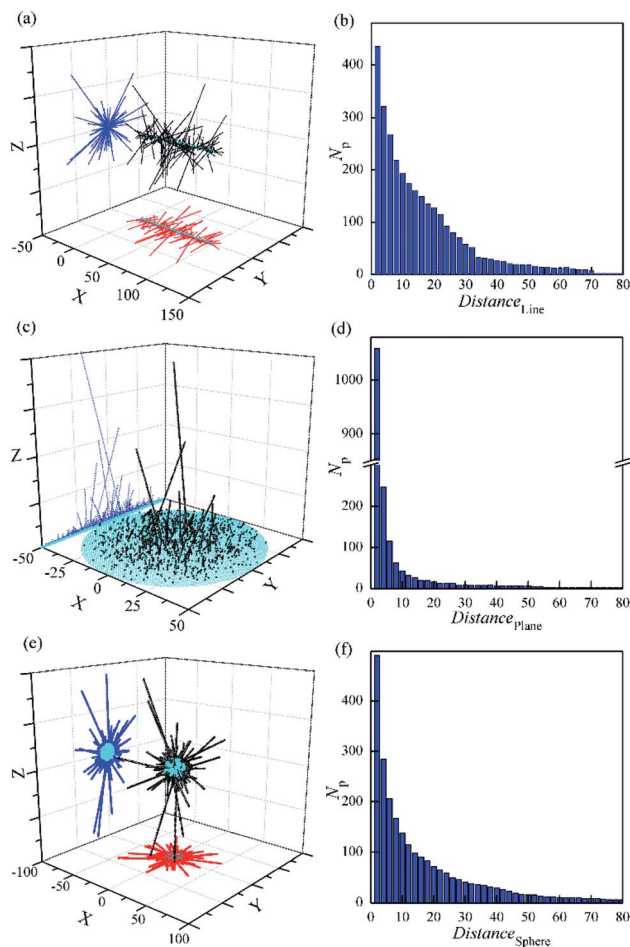 (a)
Z
-50
0
50
100
150
X
Y
(b)
400
300
200
100
0
N_p
0 10 20 30 40 50 60 70 80
Distance_Line
(c)
Z
-50
-25
0
25
50
X
Y
(d)
1000
900
200
100
0
N_p
0 10 20 30 40 50 60 70 80
Distance_Plane
(e)
Z
-100
-50
0
50
100
X
Y
(f)
400
300
200
100
0
N_p
0 10 20 30 40 50 60 70 80
Distance_Sphere